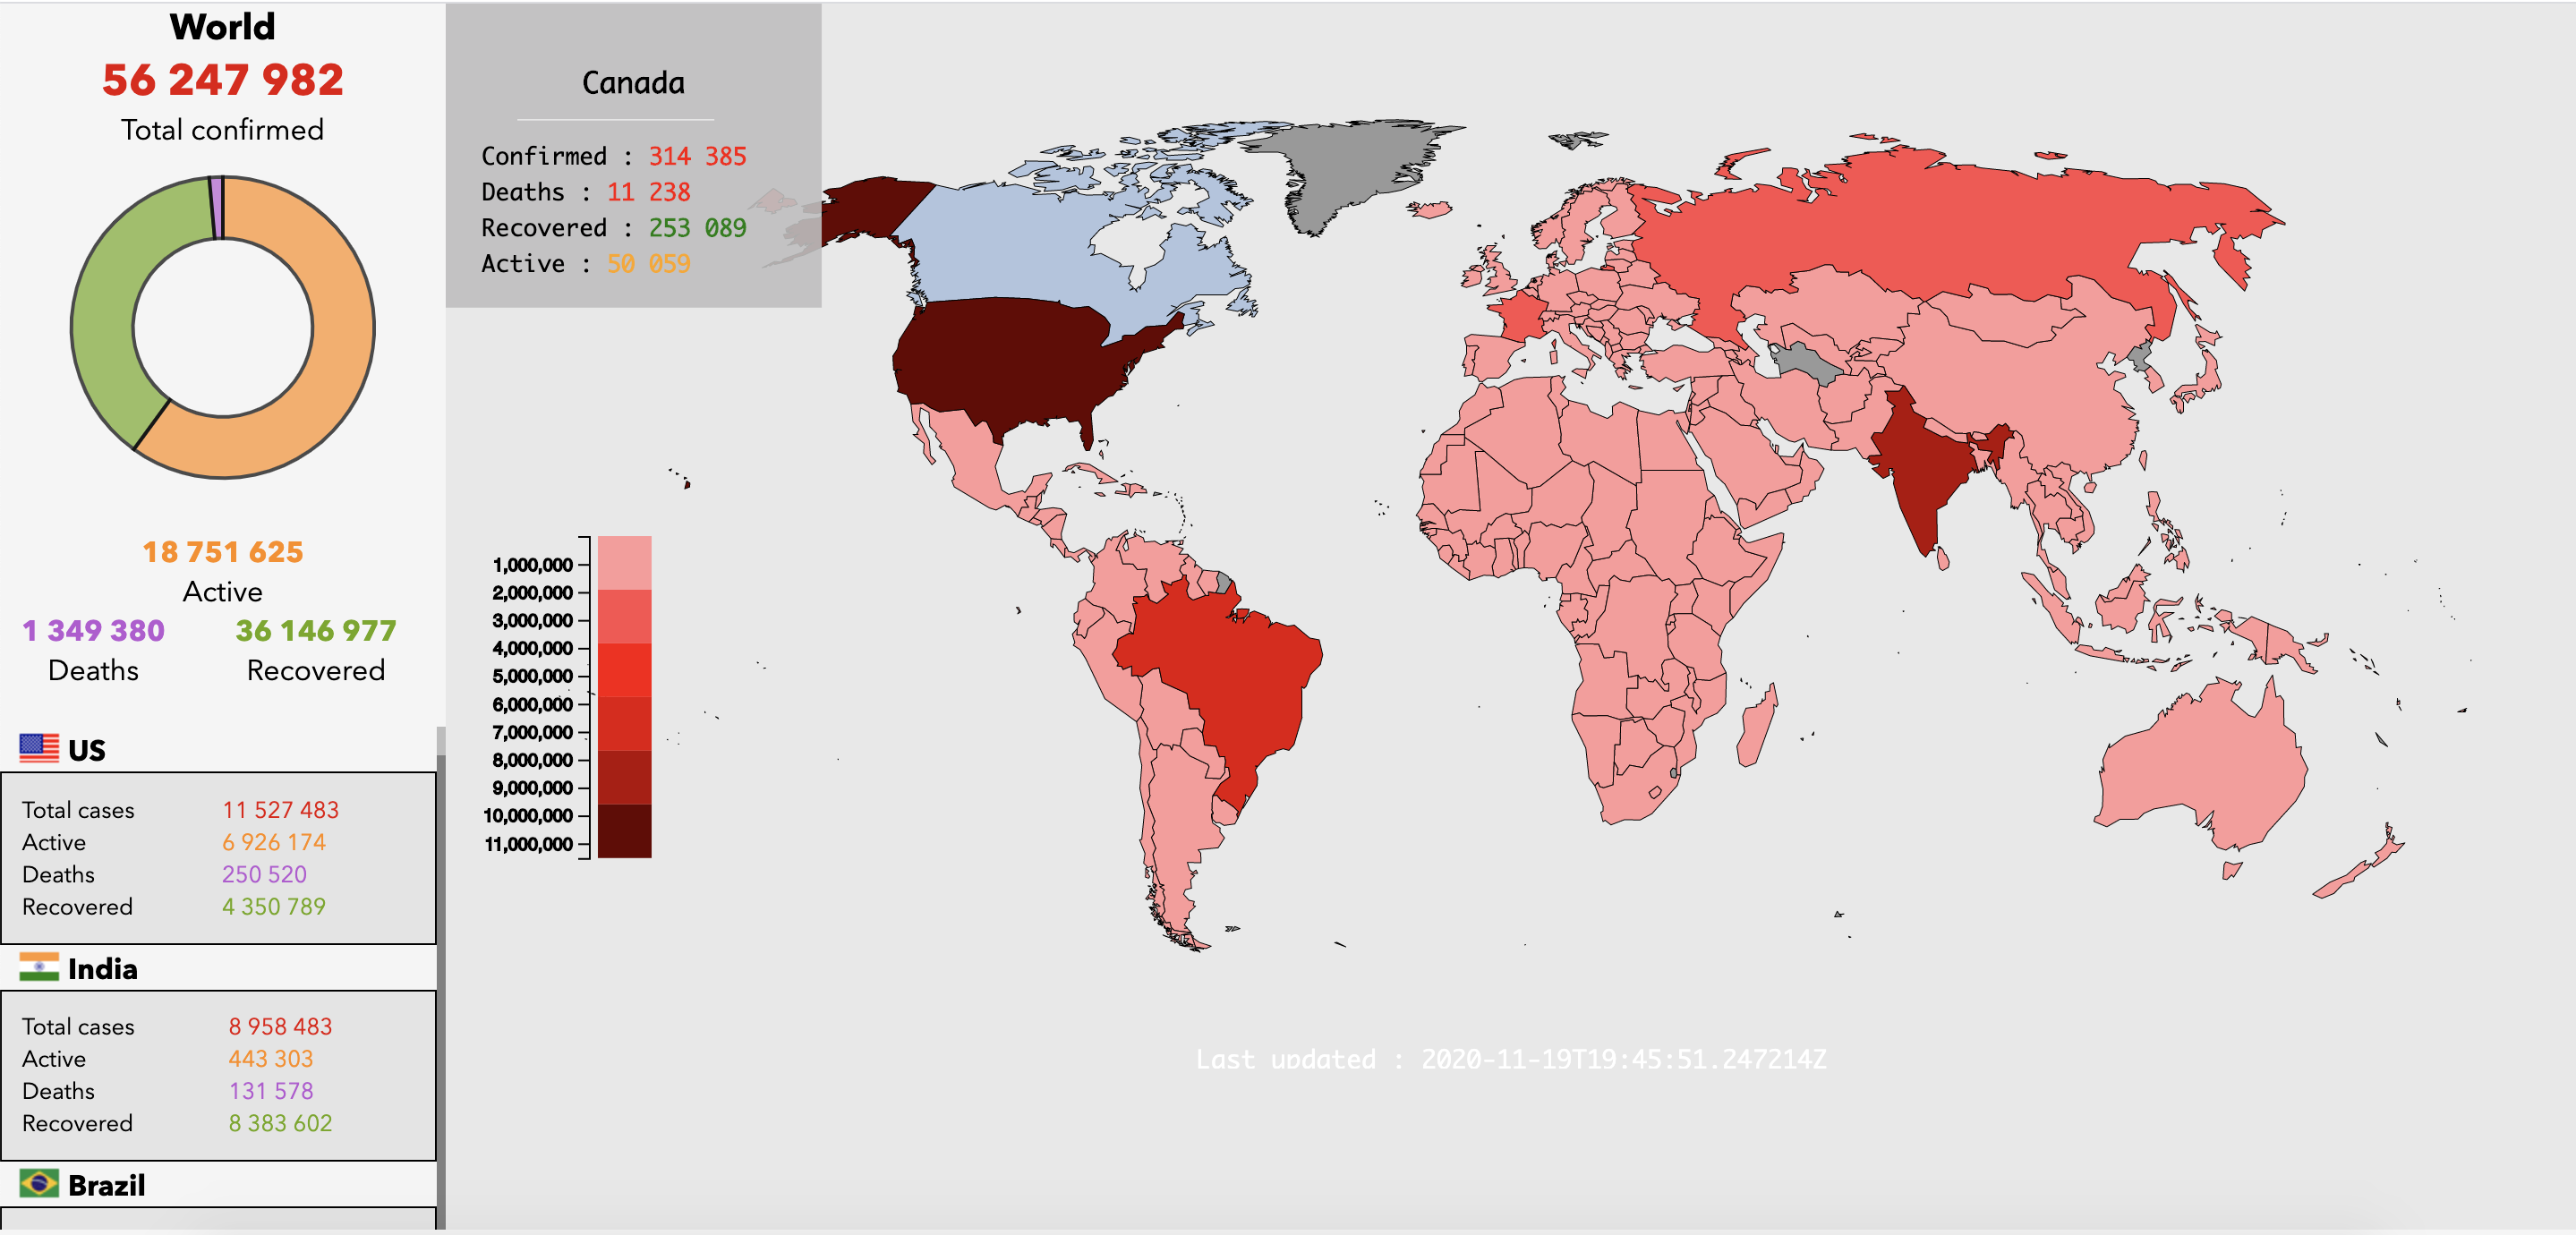 World
56 247 982
Total confirmed
18 751 625
Active
1 349 380
Deaths
36 146 977
Recovered
US
Total cases 11 527 483
Active 6 926 174
Deaths 250 520
Recovered 4 350 789
India
Total cases 8 958 483
Active 443 303
Deaths 131 578
Recovered 8 383 602
Brazil
Canada
Confirmed : 314 385
Deaths : 11 238
Recovered : 253 089
Active : 50 059
1,000,000
2,000,000
3,000,000
4,000,000
5,000,000
6,000,000
7,000,000
8,000,000
9,000,000
10,000,000
11,000,000
Last updated : 2020-11-19T19:45:51.247214Z